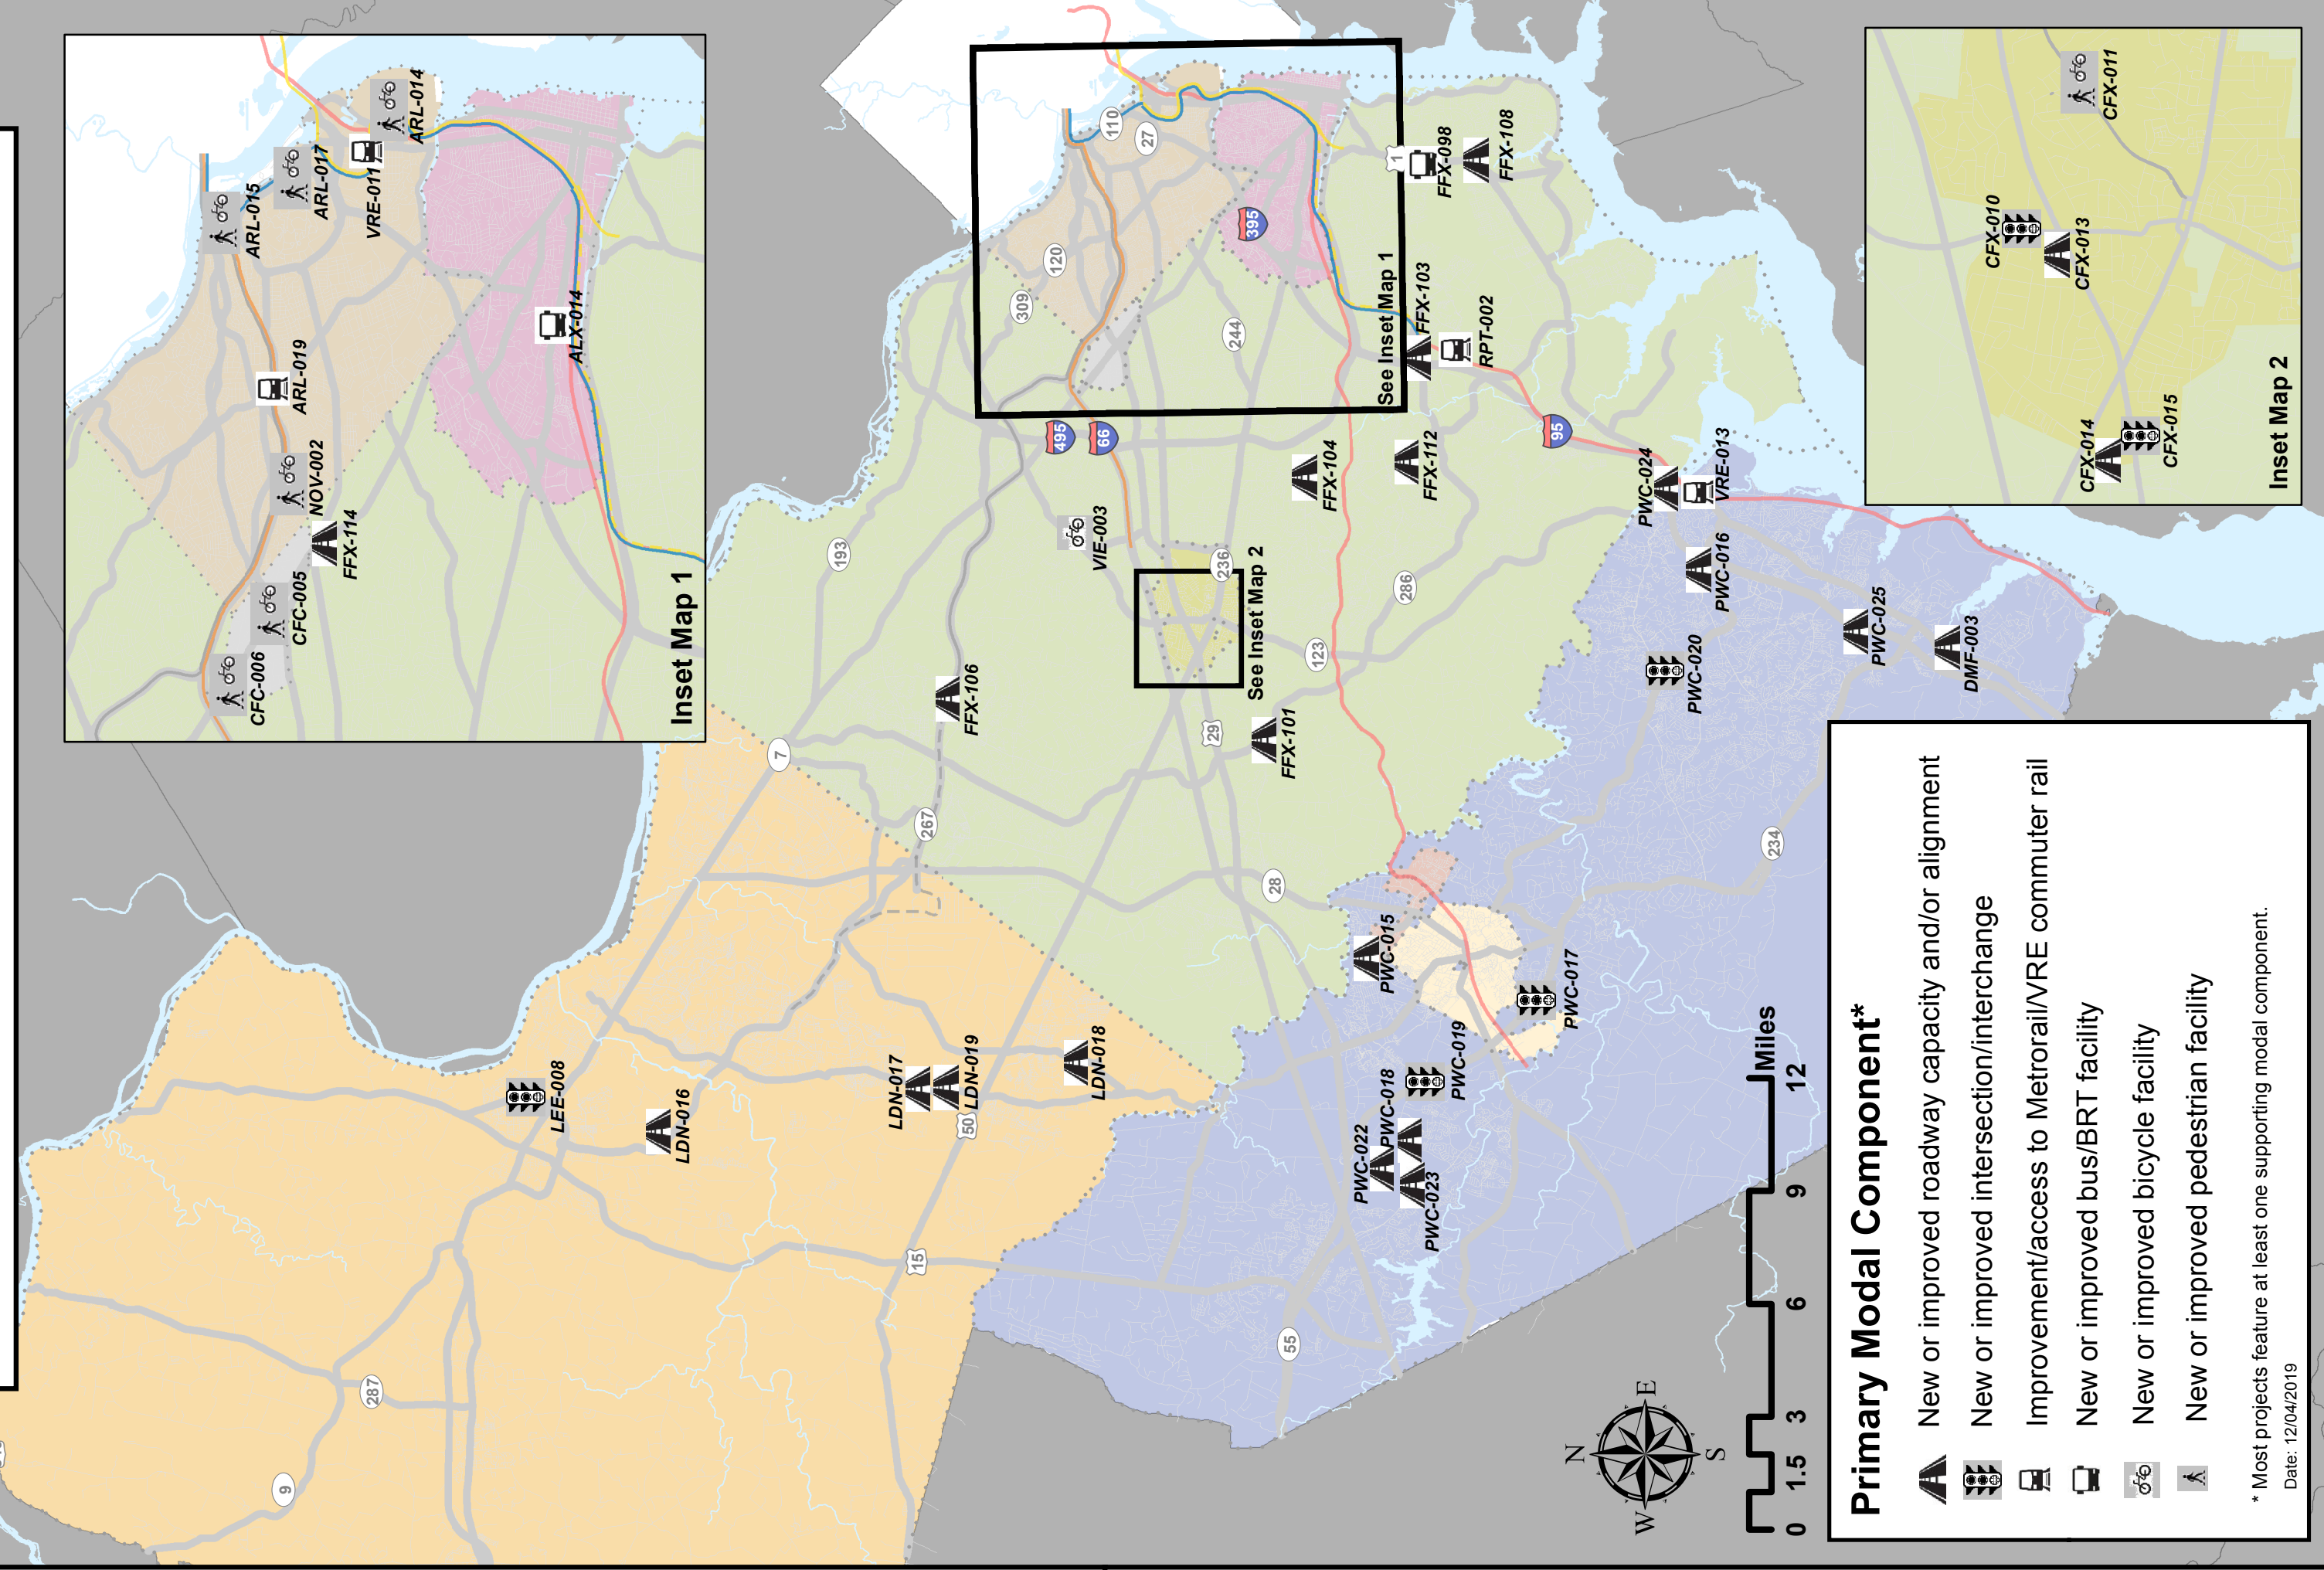 ARL-014
ARL-017
VRE-011
ARL-015
ALX-014
ARL-019
NOV-002
FFX-114
CFC-005
CFC-006
Inset Map 1
110
27
1
FFX-098
FFX-108
395
120
309
244
See Inset Map 1
FFX-103
RPT-002
495
66
95
FFX-104
FFX-112
PWC-024
VRE-013
193
VIE-003
236
See Inset Map 2
286
PWC-016
123
PWC-020
PWC-025
DMF-003
FFX-106
29
FFX-101
7
267
28
234
PWC-015
PWC-017
LEE-008
LDN-016
LDN-017
LDN-019
LDN-018
50
PWC-019
PWC-018
PWC-022
PWC-023
15
55
287
9
CFX-011
CFX-010
CFX-013
CFX-014
CFX-015
Inset Map 2
N
W
E
S
0 1.5 3 6 9 12
Miles
Primary Modal Component*
New or improved roadway capacity and/or alignment
New or improved intersection/interchange
Improvement/access to Metrorail/VRE commuter rail
New or improved bus/BRT facility
New or improved bicycle facility
New or improved pedestrian facility
* Most projects feature at least one supporting modal component.
Date: 12/04/2019